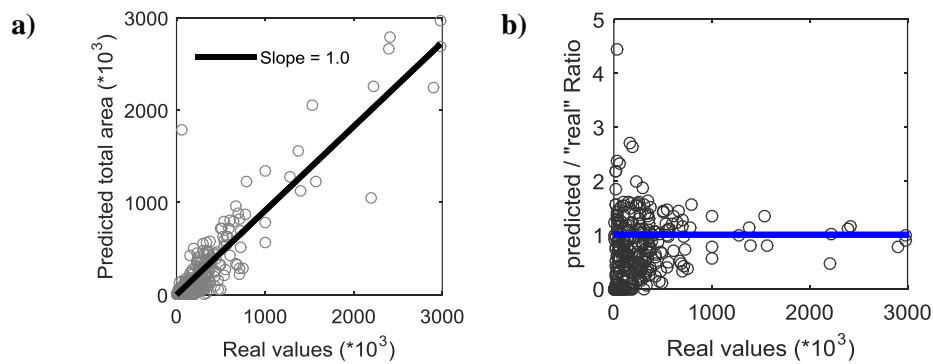 a)
Predicted total area (*10³)
3000
2000
1000
0
Slope = 1.0
0 1000 2000 3000
Real values (*10³)
b)
predicted / "real" Ratio
5
4
3
2
1
0
0 1000 2000 3000
Real values (*10³)